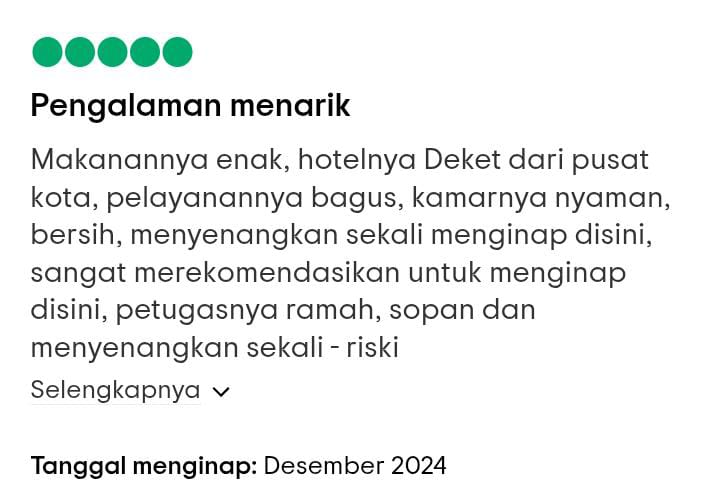 Pengalaman menarik
Makanannya enak, hotelnya Deket dari pusat
kota, pelayanannya bagus, kamarnya nyaman,
bersih, menyenangkan sekali menginap disini,
sangat merekomendasikan untuk menginap
disini, petugasnya ramah, sopan dan
menyenangkan sekali - riski
Selengkapnya
Tanggal menginap: Desember 2024